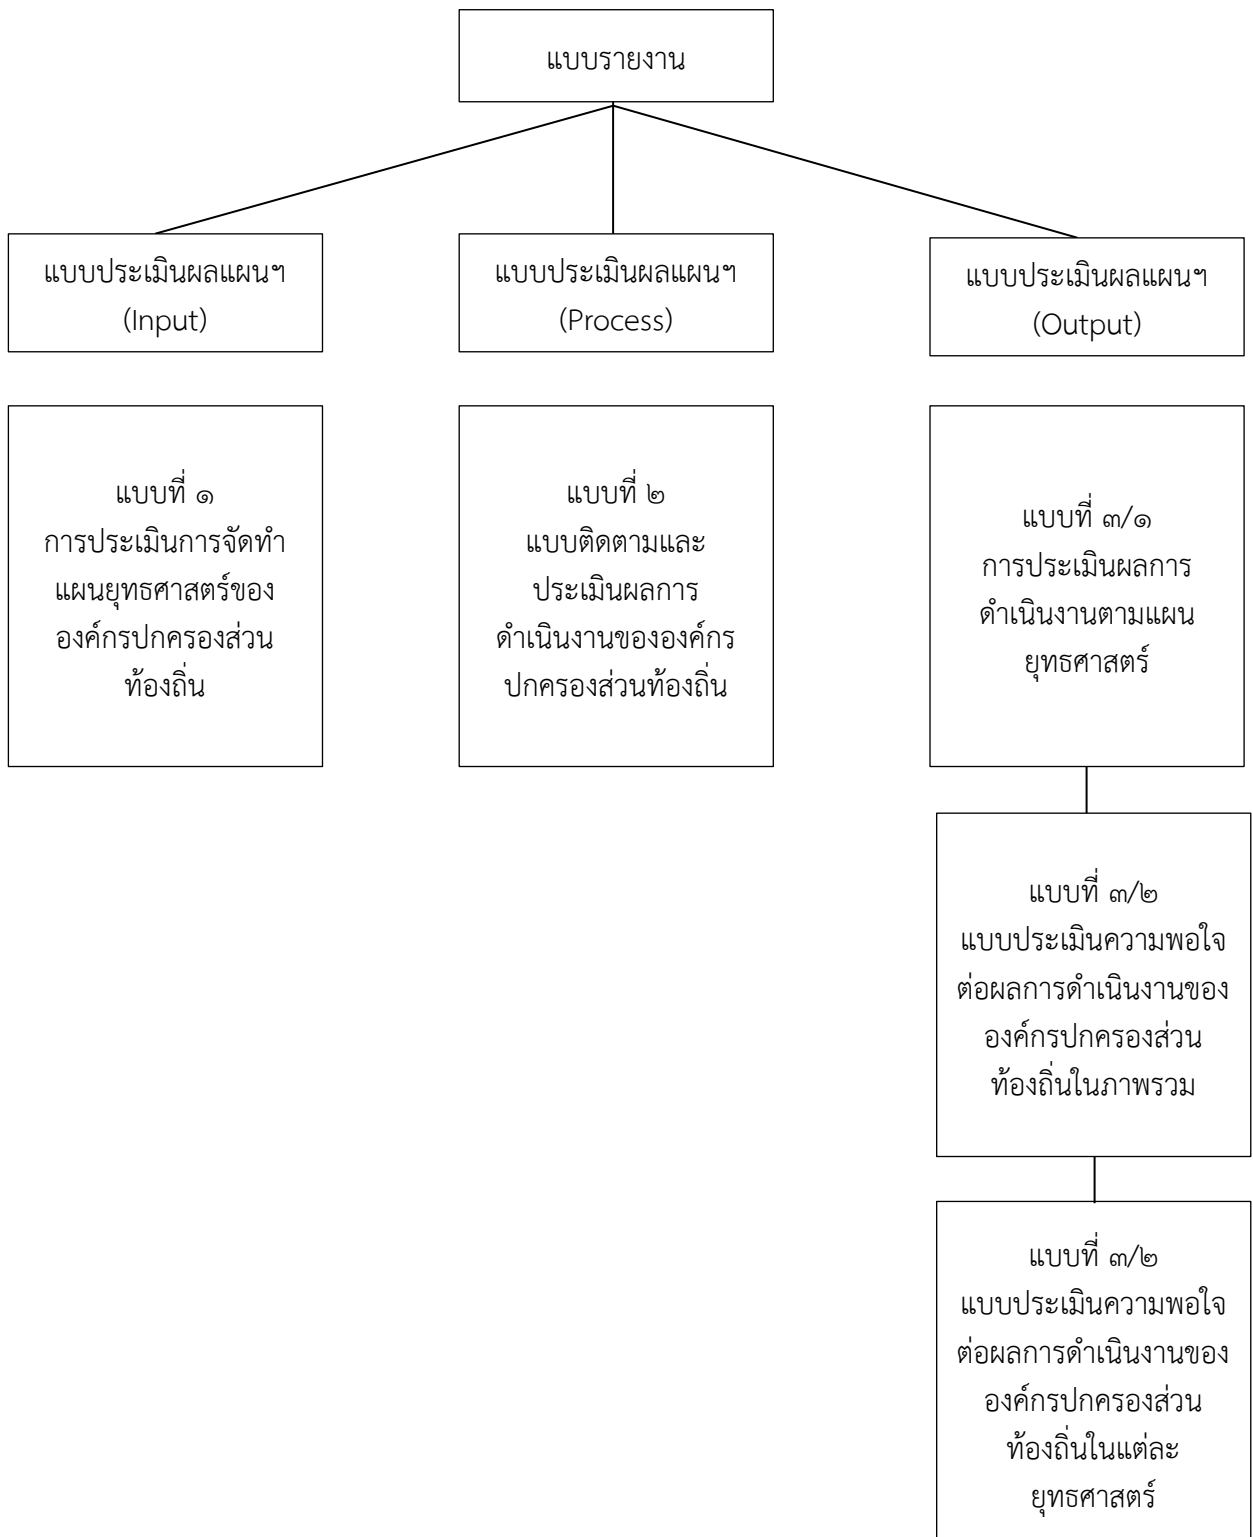 แบบรายงาน
แบบประเมินผลแผนฯ
(Input)
แบบประเมินผลแผนฯ
(Process)
แบบประเมินผลแผนฯ
(Output)
แบบที่ ๑
การประเมินการจัดทำ
แผนยุทธศาสตร์ของ
องค์กรปกครองส่วน
ท้องถิ่น
แบบที่ ๒
แบบติดตามและ
ประเมินผลการ
ดำเนินงานขององค์กร
ปกครองส่วนท้องถิ่น
แบบที่ ๓/๑
การประเมินผลการ
ดำเนินงานตามแผน
ยุทธศาสตร์
แบบที่ ๓/๒
แบบประเมินความพอใจ
ต่อผลการดำเนินงานของ
องค์กรปกครองส่วน
ท้องถิ่นในภาพรวม
แบบที่ ๓/๒
แบบประเมินความพอใจ
ต่อผลการดำเนินงานของ
องค์กรปกครองส่วน
ท้องถิ่นในแต่ละ
ยุทธศาสตร์